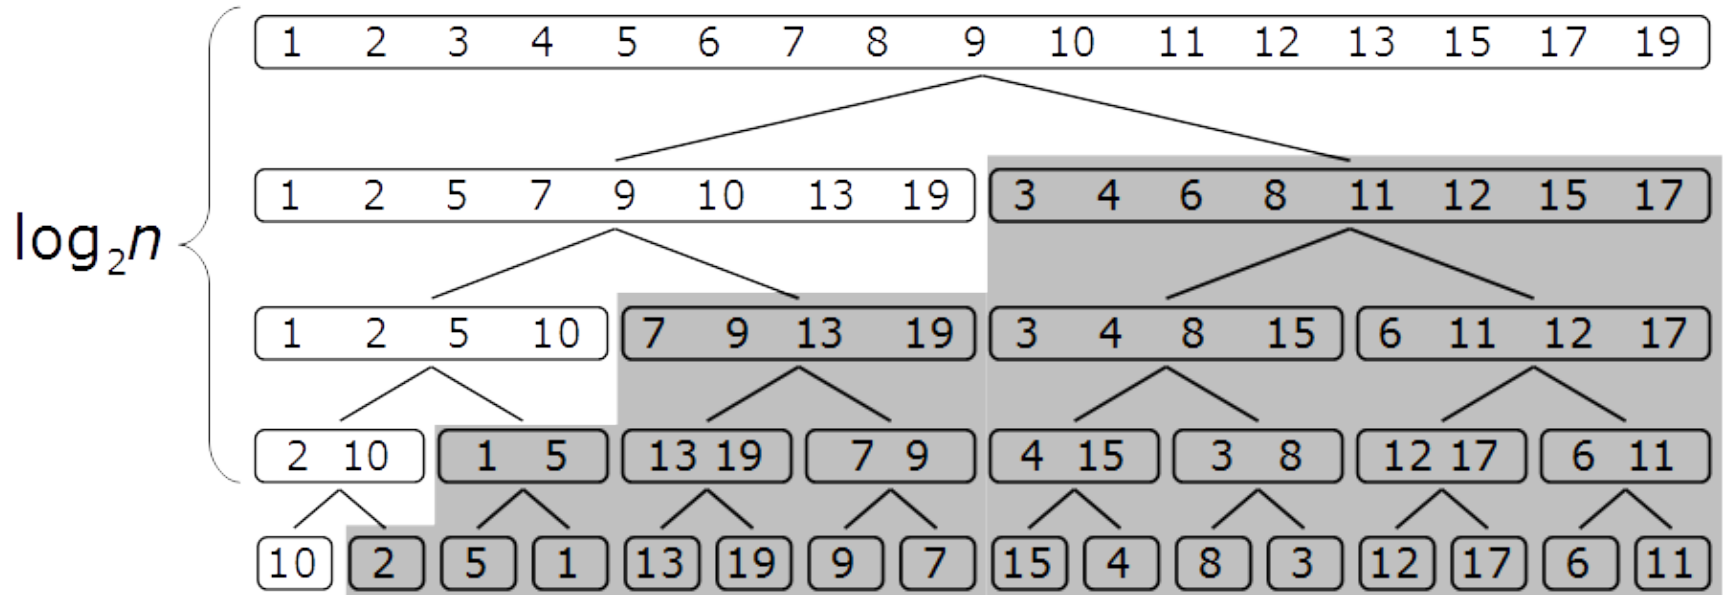 1 2 3 4 5 6 7 8 9 10 11 12 13 15 17 19
1 2 5 7 9 10 13 19 3 4 6 8 11 12 15 17
log₂n
1 2 5 10 7 9 13 19 3 4 8 15 6 11 12 17
2 10 1 5 13 19 7 9 4 15 3 8 12 17 6 11
10 2 5 1 13 19 9 7 15 4 8 3 12 17 6 11